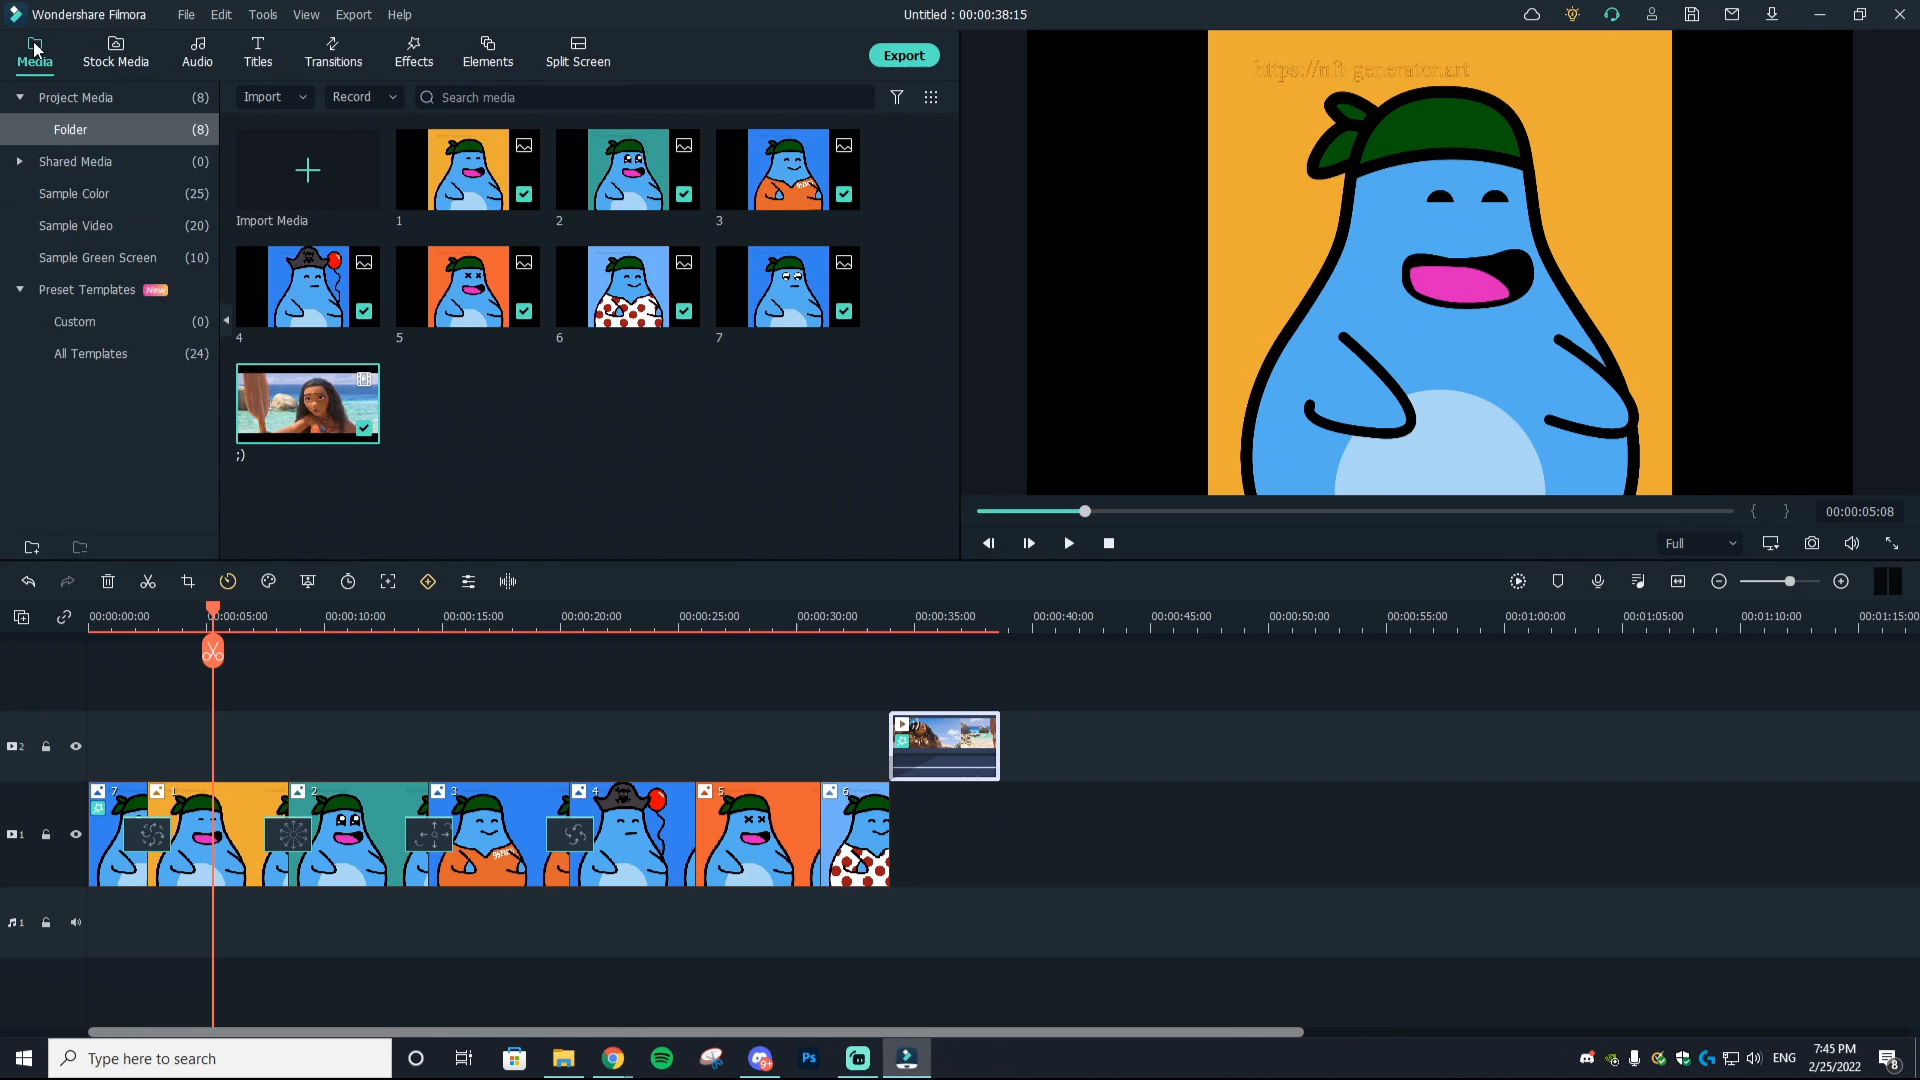 Wondershare Filmora File Edit Tools View Export Help Untitled : 00:00:38:15
Media Stock Media Audio Titles Transitions Effects Elements Split Screen Export
Project Media (8) Import Record Search media
Folder (8)
Shared Media (0)
Sample Color (25)
Sample Video (20)
Sample Green Screen (10)
Preset Templates New
Custom (0)
All Templates (24)
Import Media 1 2 3
4 5 6 7
;)
https://nft-generator.art
00:00:05:08
Full
00:00:00:00 00:00:05:00 00:00:10:00 00:00:15:00 00:00:20:00 00:00:25:00 00:00:30:00 00:00:35:00 00:00:40:00 00:00:45:00 00:00:50:00 00:00:55:00 00:01:00:00 00:01:05:00 00:01:10:00 00:01:15:00
2
7 1 2 3 4 5 6
1
1
Type here to search
Ps
9+
ENG
7:45 PM
2/25/2022
8